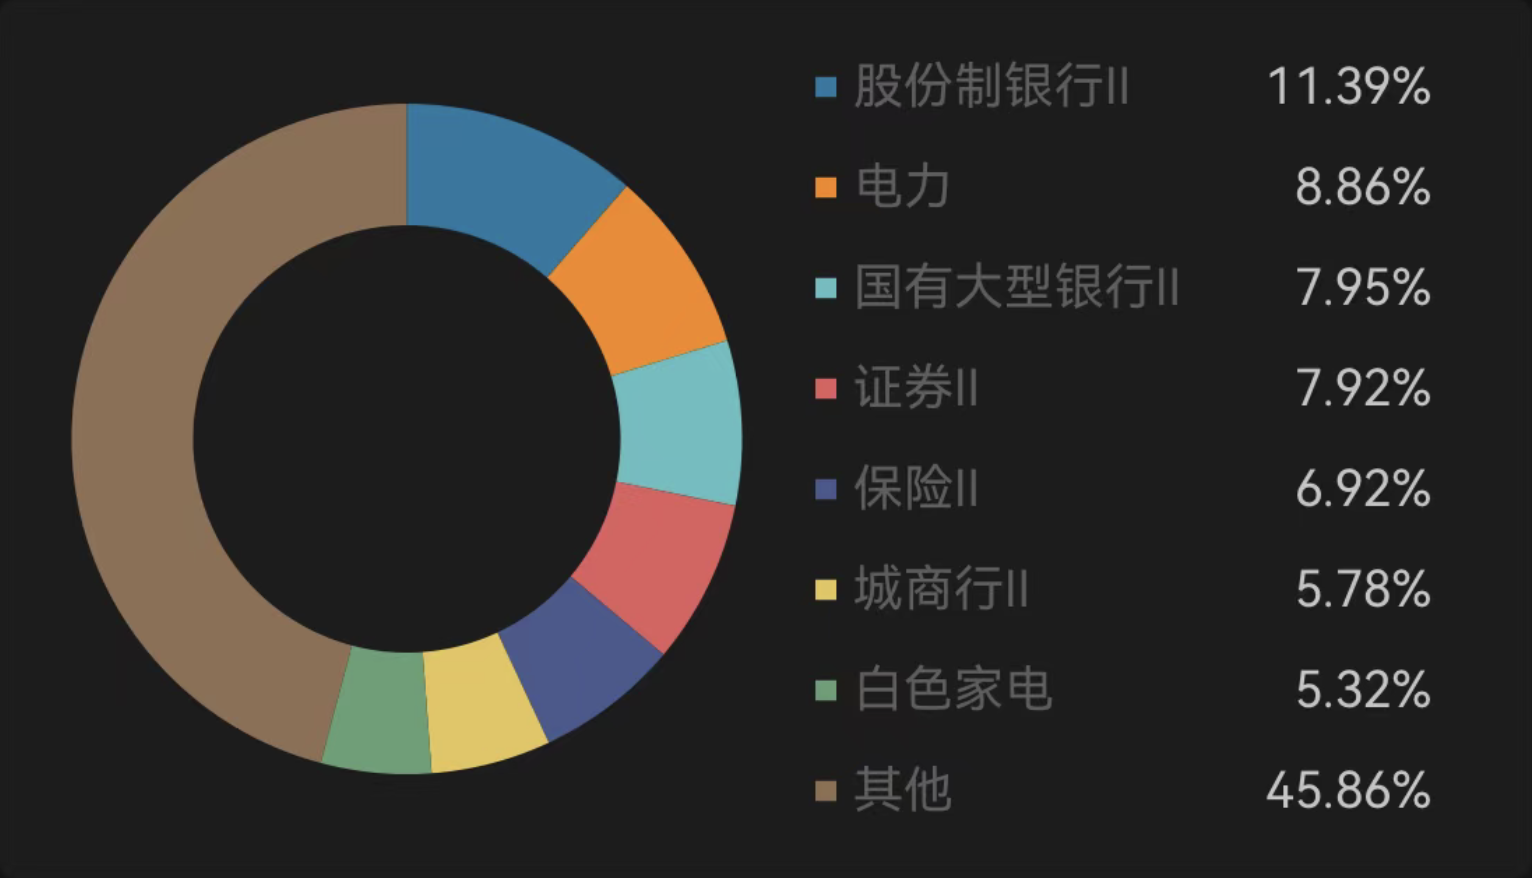 股份制银行II 11.39%
电力 8.86%
国有大型银行II 7.95%
证券II 7.92%
保险II 6.92%
城商行II 5.78%
白色家电 5.32%
其他 45.86%